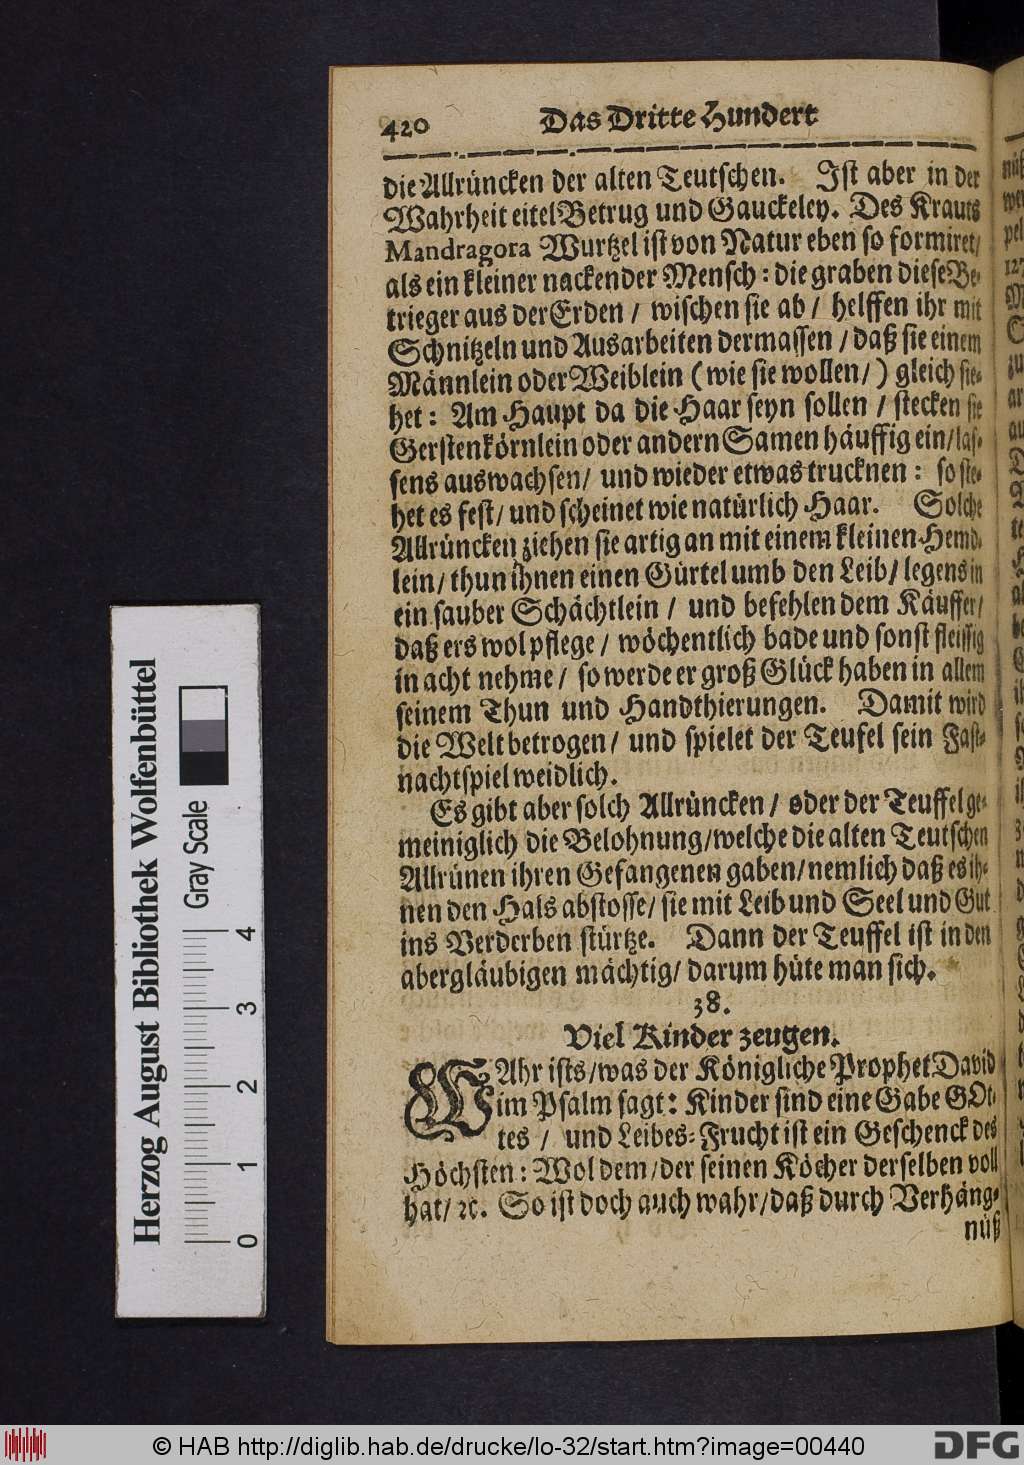 420 Das Dritte Hundert
die Allrüncken der alten Teutschen. Ist aber in der
Wahrheit eitel Betrug und Gauckeley. Des Krauts
Mandragora Wurtzel ist von Natur eben so formiret/
als ein kleiner nackender Mensch: die graben diese Be-
trieger aus der Erden / wischen sie ab / helffen ihr mit
Schnitzeln und Ausarbeiten dermassen / daß sie einem
Männlein oder Weiblein (wie sie wollen/) gleich sie-
het: Am Haupt da die Haar seyn sollen / stecken sie
Gerstenkörnlein oder andern Samen häuffig ein/ las-
sens auswachsen/ und wieder etwas trucknen: so ste-
het es fest/ und scheinet wie natürlich Haar. Solche
Allrüncken ziehen sie artig an mit einem kleinen Hemd-
lein/ thun ihnen einen Gürtel umb den Leib/ legens in
ein sauber Schächtlein / und befehlen dem Käuffer/
daß ers wol pflege / wöchentlich bade und sonst fleissig
in acht nehme / so werde er groß Glück haben in allem
seinem Thun und Handthierungen. Damit wird
die Welt betrogen/ und spielet der Teufel sein Fast-
nachtspiel weidlich.
Es gibt aber solch Allrüncken / oder der Teuffel ge-
meiniglich die Belohnung/welche die alten Teutschen
Allrünen ihren Gefangenen gaben/nemlich daß es ih-
nen den Hals abstosse/ sie mit Leib und Seel und Gut
ins Verderben stürtze. Dann der Teuffel ist in den
abergläubigen mächtig/ darum hüte man sich.
38.
Viel Kinder zeugen.
WAhr ists/was der Königliche Prophet David
im Psalm sagt: Kinder sind eine Gabe GOt-
tes / und Leibes-Frucht ist ein Geschenck des
Höchsten: Wol dem/der seinen Köcher derselben voll
hat/ ꝛc. So ist doch auch wahr/daß durch Verhäng-
nüß
Herzog August Bibliothek Wolfenbüttel
Gray Scale
0 1 2 3 4
© HAB http://diglib.hab.de/drucke/lo-32/start.htm?image=00440
DFG